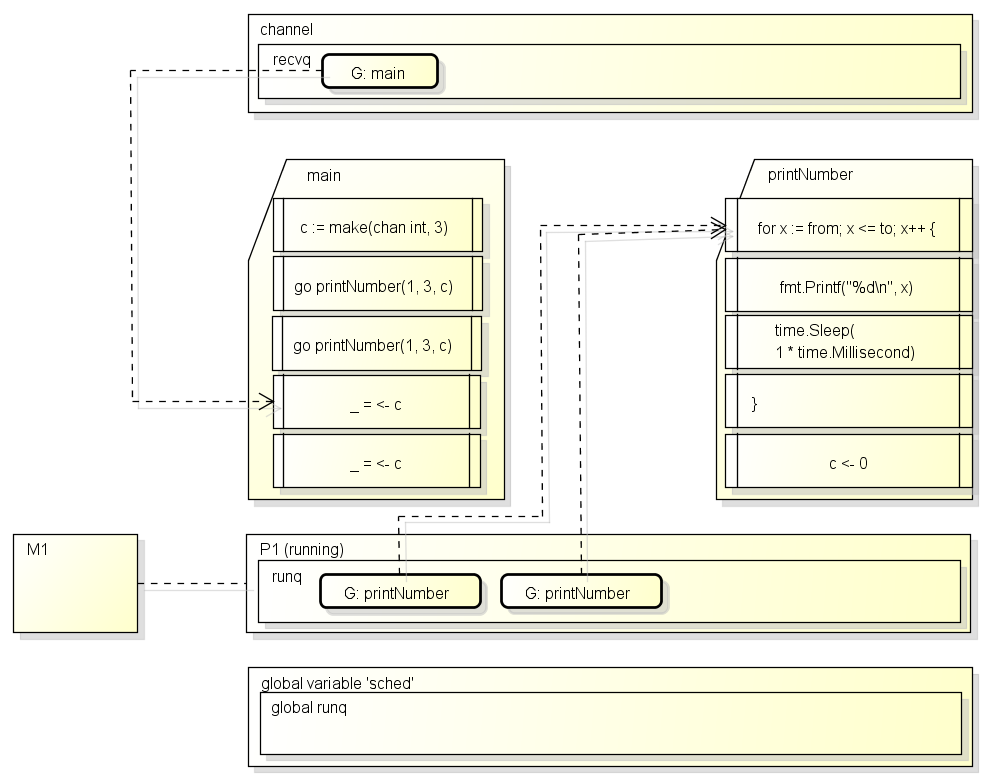 channel
recvq
G: main
main
c := make(chan int, 3)
go printNumber(1, 3, c)
go printNumber(1, 3, c)
_ = <- c
_ = <- c
printNumber
for x := from; x <= to; x++ {
fmt.Printf("%d\n", x)
time.Sleep(
1 * time.Millisecond)
}
c <- 0
M1
P1 (running)
runq
G: printNumber
G: printNumber
global variable 'sched'
global runq